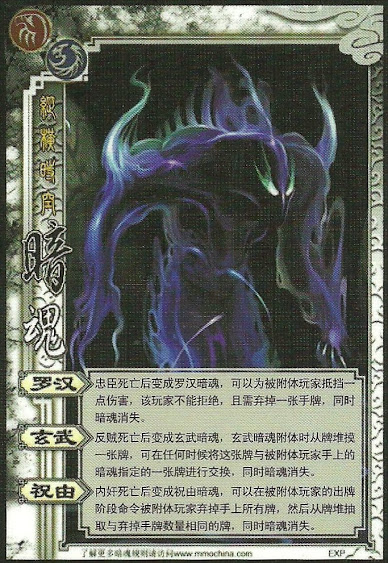 暗魂
罗汉
忠臣死亡后变成罗汉暗魂，可以为被附体玩家抵挡一
点伤害，该玩家不能拒绝，且需弃掉一张手牌，同时
暗魂消失。
玄武
反贼死亡后变成玄武暗魂，玄武暗魂附体时从牌堆摸
一张牌，可在任何时候将这张牌与被附体玩家手上的
暗魂指定的一张牌进行交换，同时暗魂消失。
祝由
内奸死亡后变成祝由暗魂，可以在被附体玩家的出牌
阶段命令被附体玩家弃掉手上所有牌，然后从牌堆抽
取与弃掉手牌数量相同的牌，同时暗魂消失。
了解更多暗魂规则请访问www.mmochina.com
EXP